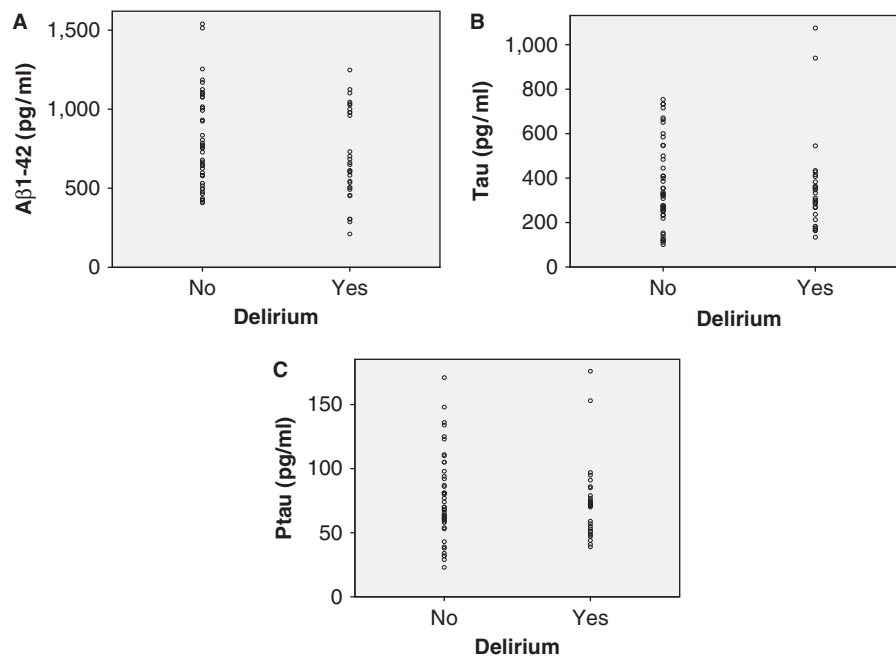 A
Aβ1-42 (pg/ml)
1,500
1,000
500
0
No Yes
Delirium
B
Tau (pg/ml)
1,000
800
600
400
200
0
No Yes
Delirium
C
Ptau (pg/ml)
150
100
50
0
No Yes
Delirium